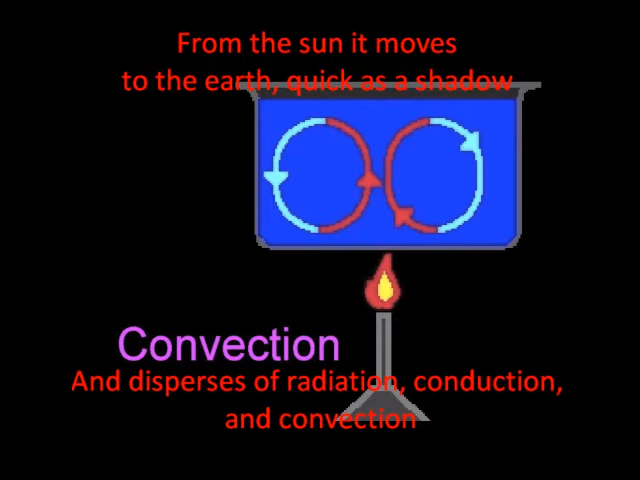 From the sun it moves
to the earth, quick as a shadow
Convection
And disperses of radiation, conduction,
and convection